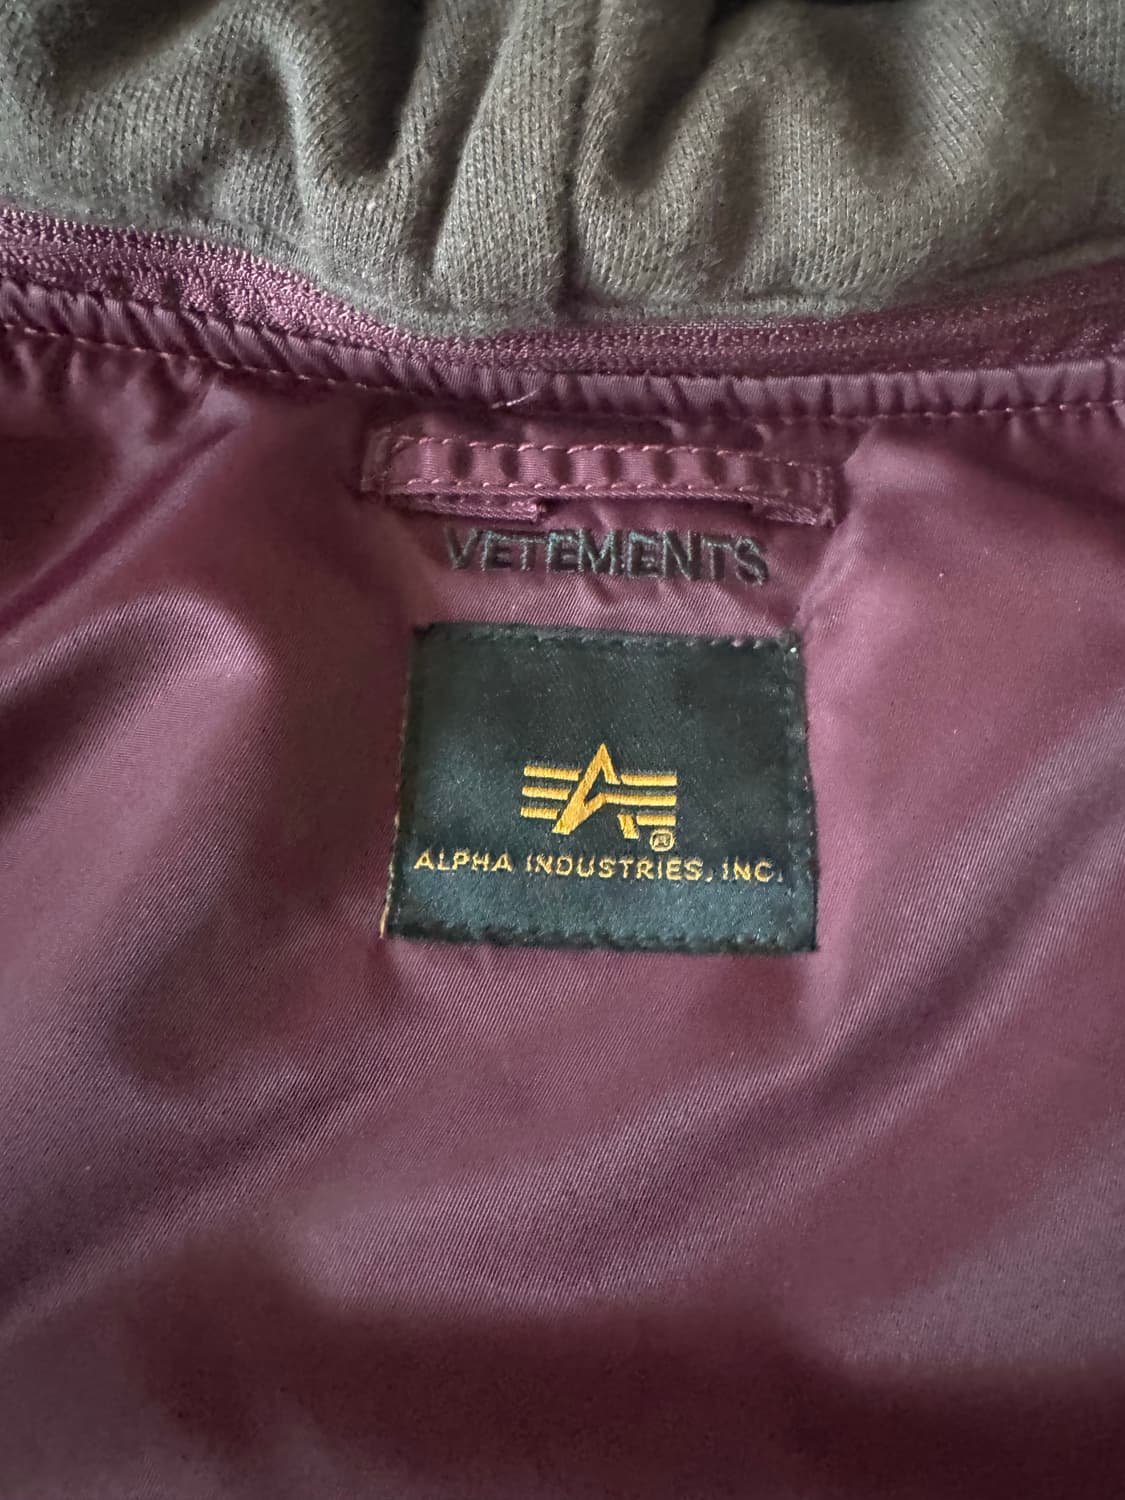 VETEMENTS
ALPHA INDUSTRIES, INC.